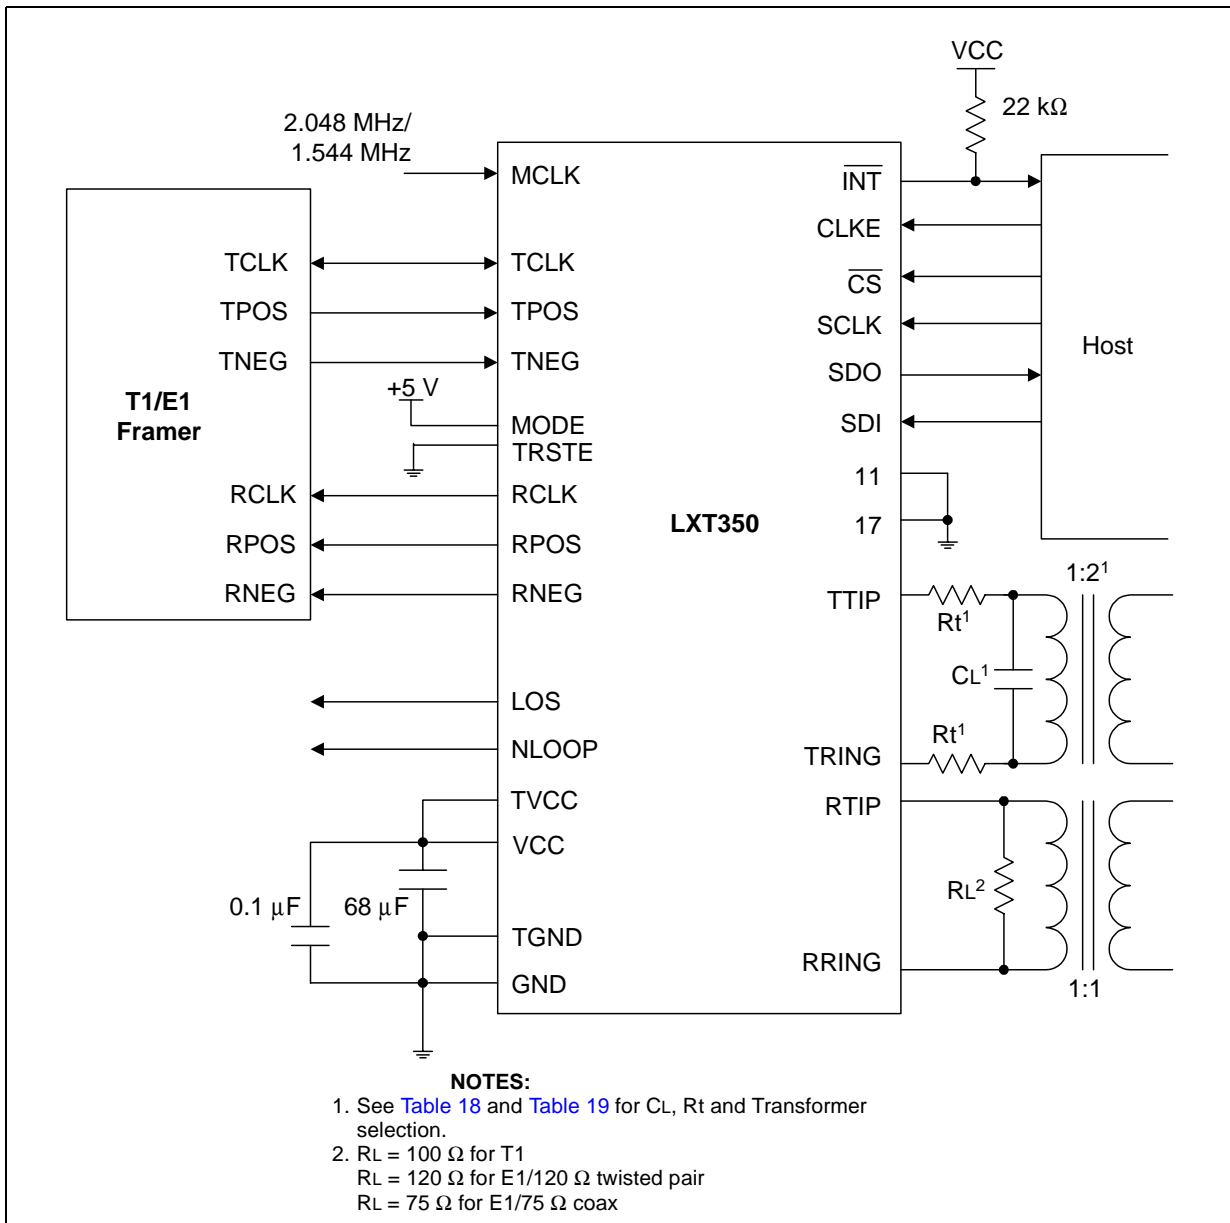 VCC
22 kΩ
2.048 MHz/
1.544 MHz
MCLK
INT
CLKE
TCLK
TCLK
CS
TPOS
TPOS
SCLK
Host
TNEG
TNEG
SDO
+5 V
T1/E1
Framer
MODE
SDI
TRSTE
11
RCLK
RCLK
LXT350
17
RPOS
RPOS
1:2¹
RNEG
RNEG
TTIP
Rt¹
CL¹
LOS
NLOOP
TRING
Rt¹
TVCC
RTIP
VCC
0.1 μF
68 μF
RL²
TGND
RRING
GND
1:1
NOTES:
1. See Table 18 and Table 19 for CL, Rt and Transformer
selection.
2. RL = 100 Ω for T1
RL = 120 Ω for E1/120 Ω twisted pair
RL = 75 Ω for E1/75 Ω coax